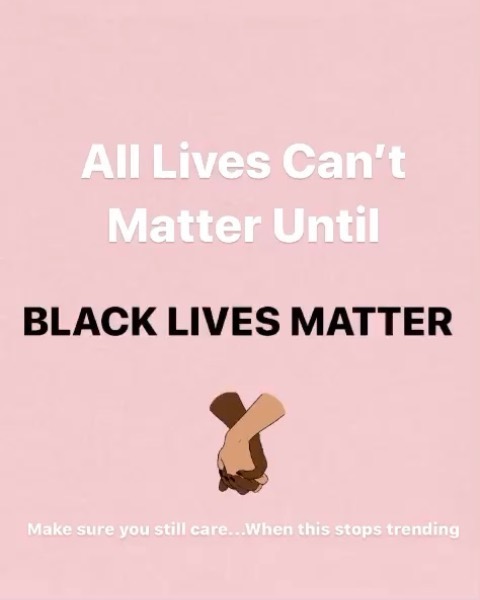 All Lives Can't
Matter Until
BLACK LIVES MATTER
Make sure you still care...When this stops trending